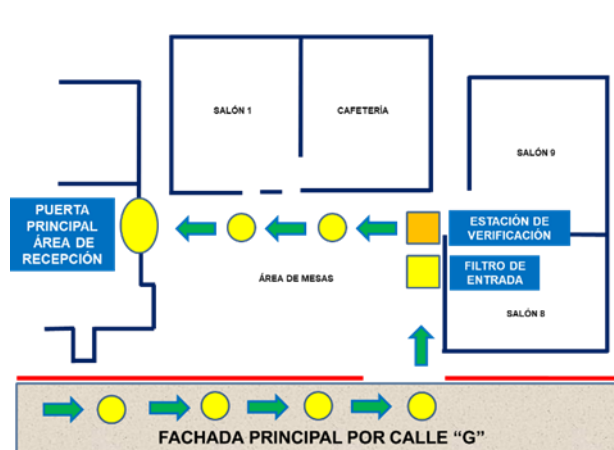 SALÓN 1
CAFETERÍA
SALÓN 9
PUERTA
PRINCIPAL
ÁREA DE
RECEPCIÓN
ESTACIÓN DE
VERIFICACIÓN
FILTRO DE
ENTRADA
ÁREA DE MESAS
SALÓN 8
FACHADA PRINCIPAL POR CALLE “G”